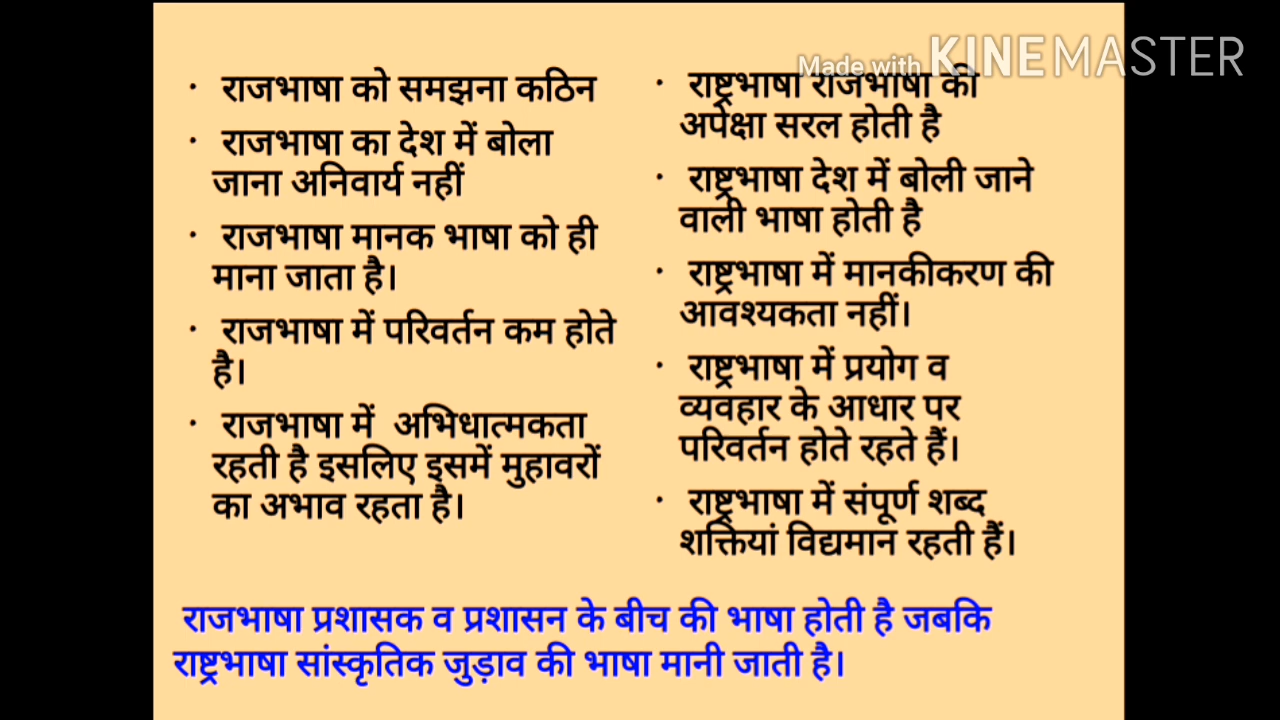 Made with KINEMASTER
· राजभाषा को समझना कठिन
· राजभाषा का देश में बोला
जाना अनिवार्य नहीं
· राजभाषा मानक भाषा को ही
माना जाता है।
· राजभाषा में परिवर्तन कम होते
है।
· राजभाषा में अभिधात्मकता
रहती है इसलिए इसमें मुहावरों
का अभाव रहता है।
· राष्ट्रभाषा राजभाषा की
अपेक्षा सरल होती है
· राष्ट्रभाषा देश में बोली जाने
वाली भाषा होती है
· राष्ट्रभाषा में मानकीकरण की
आवश्यकता नहीं।
· राष्ट्रभाषा में प्रयोग व
व्यवहार के आधार पर
परिवर्तन होते रहते हैं।
· राष्ट्रभाषा में संपूर्ण शब्द
शक्तियां विद्यमान रहती हैं।
राजभाषा प्रशासक व प्रशासन के बीच की भाषा होती है जबकि
राष्ट्रभाषा सांस्कृतिक जुड़ाव की भाषा मानी जाती है।